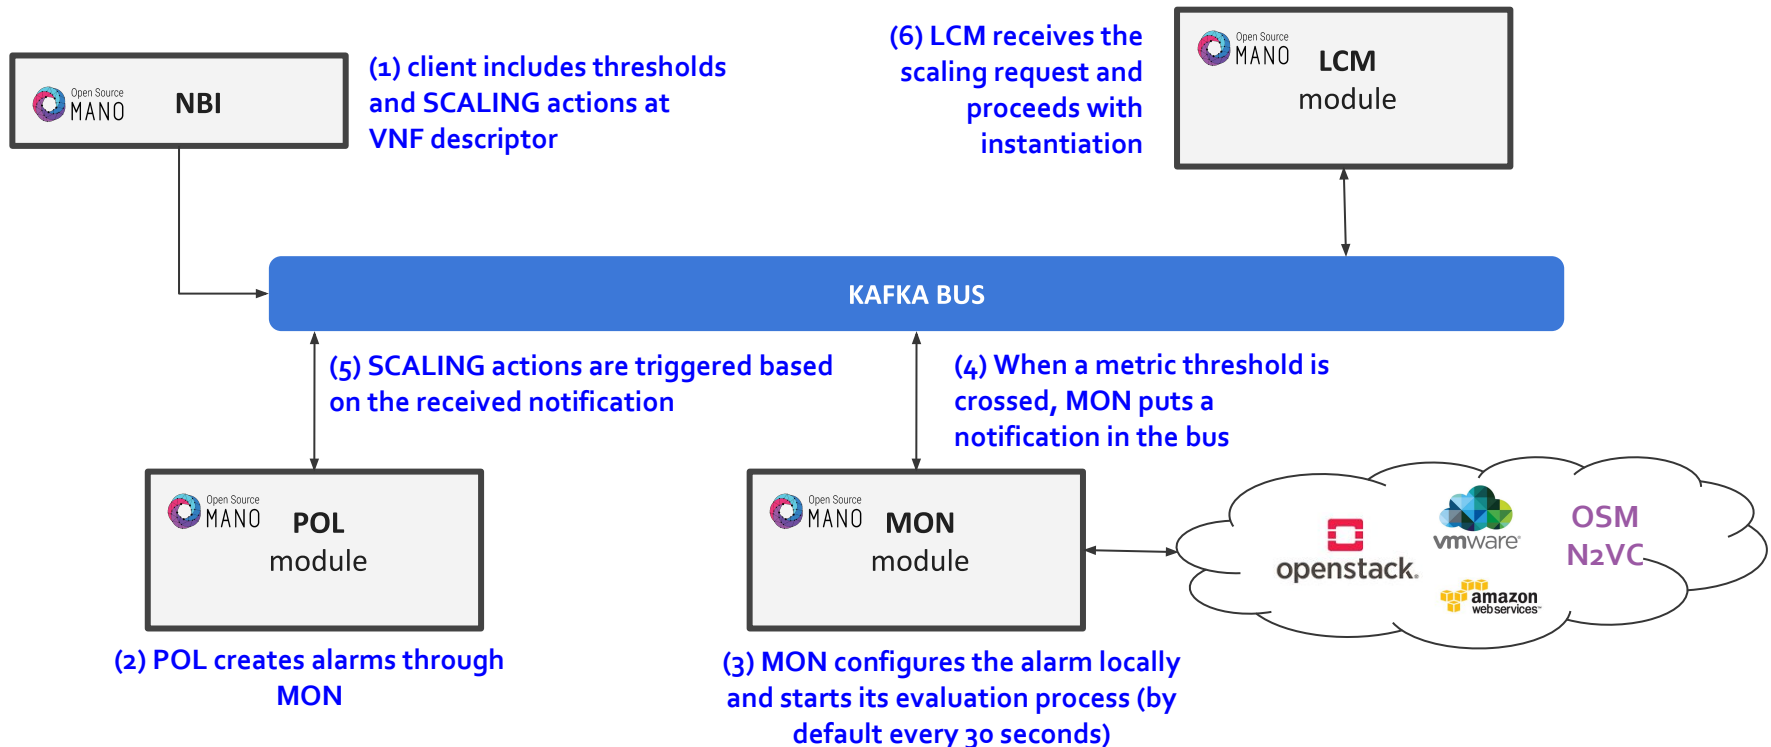 Open Source
MANO
NBI
(1) client includes thresholds
and SCALING actions at
VNF descriptor
(6) LCM receives the
scaling request and
proceeds with
instantiation
Open Source
MANO
LCM
module
KAFKA BUS
(5) SCALING actions are triggered based
on the received notification
(4) When a metric threshold is
crossed, MON puts a
notification in the bus
Open Source
MANO
POL
module
Open Source
MANO
MON
module
openstack.
vmware®
amazon
webservices™
OSM
N2VC
(2) POL creates alarms through
MON
(3) MON configures the alarm locally
and starts its evaluation process (by
default every 30 seconds)